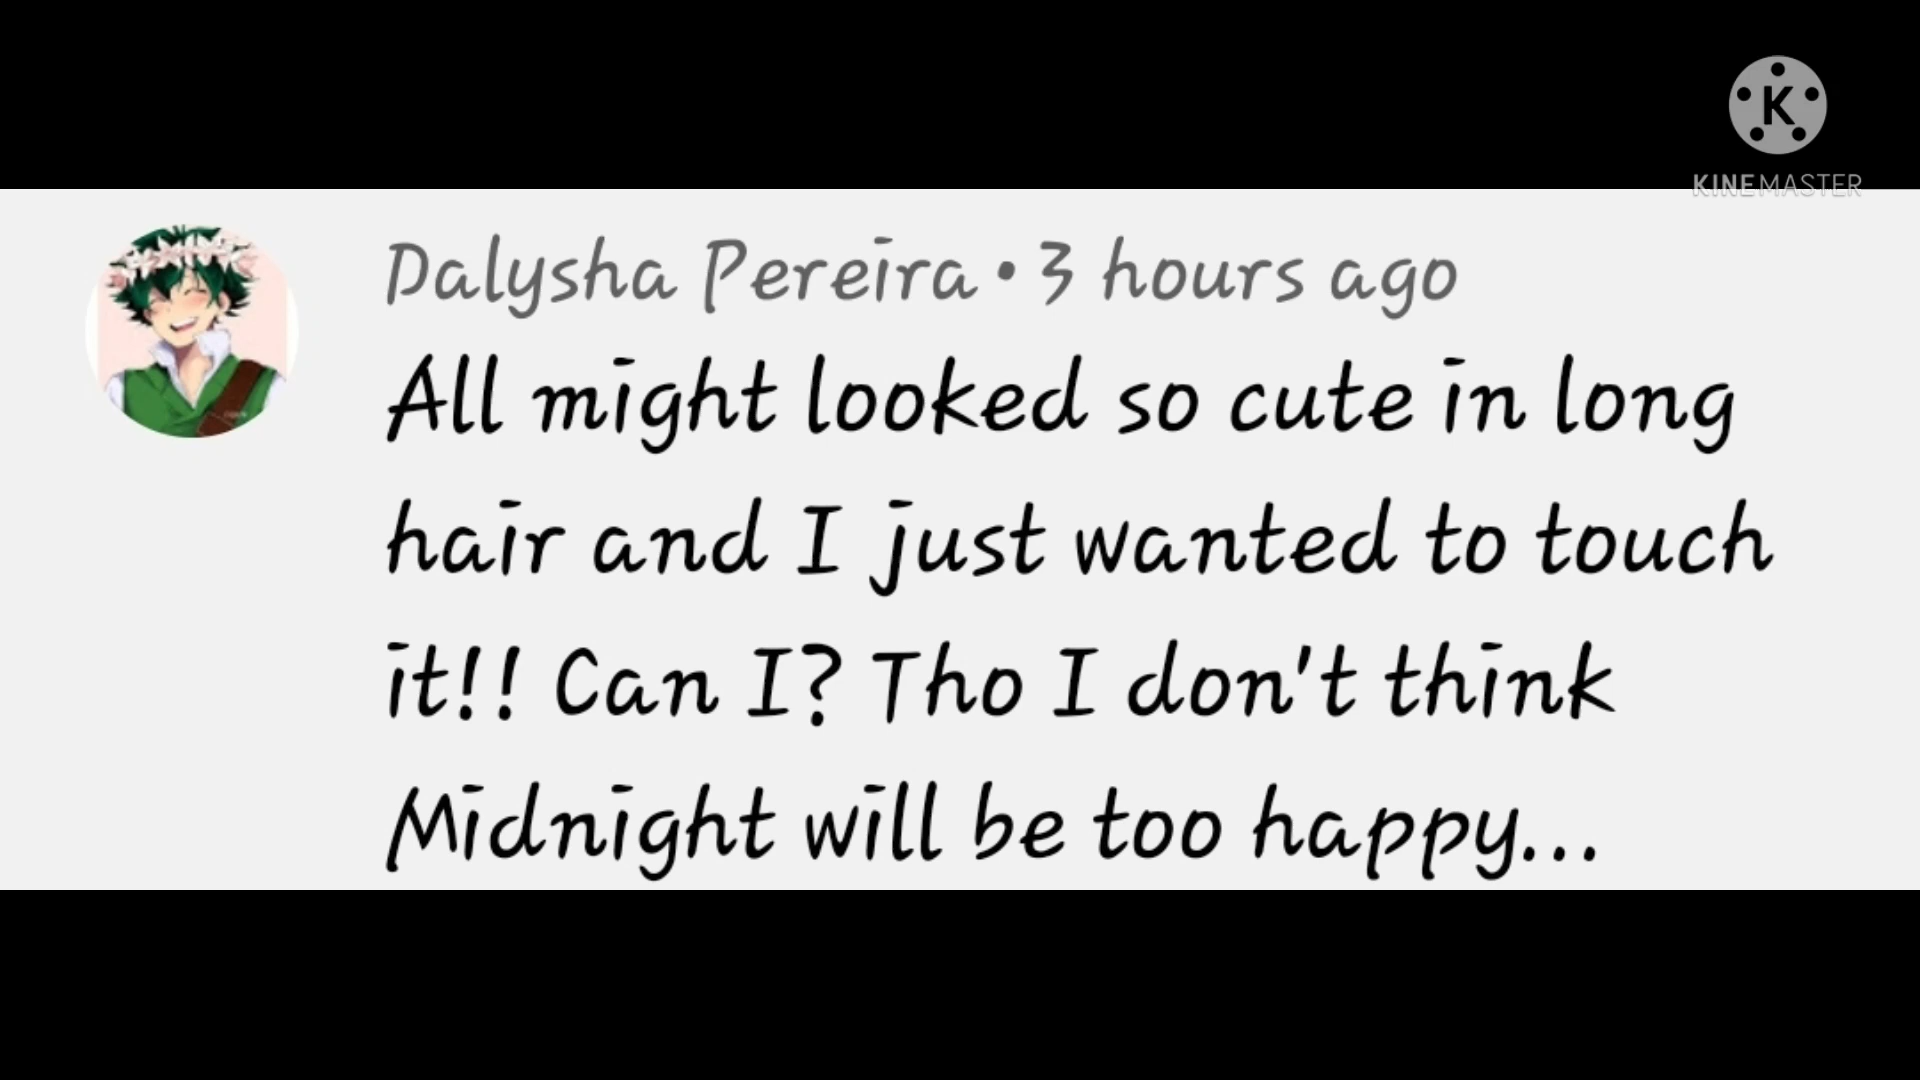 K
KINEMASTER
Dalysha Pereira • 3 hours ago
All might looked so cute in long
hair and I just wanted to touch
it!! Can I? Tho I don't think
Midnight will be too happy...